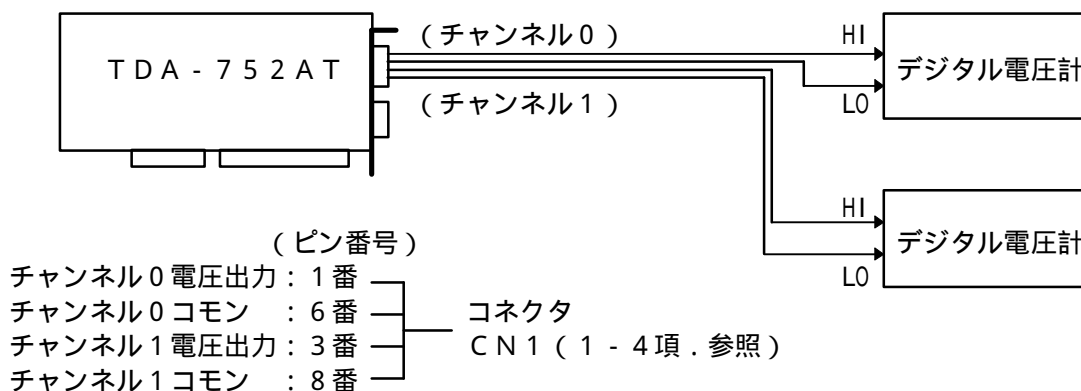 （チャンネル０）
ＴＤＡ-７５２ＡＴ
（チャンネル１）
HI
デジタル電圧計
LO
HI
デジタル電圧計
LO
（ピン番号）
チャンネル０電圧出力：１番
チャンネル０コモン　：６番
チャンネル１電圧出力：３番
チャンネル１コモン　：８番
コネクタ
ＣＮ１（１-４項．参照）